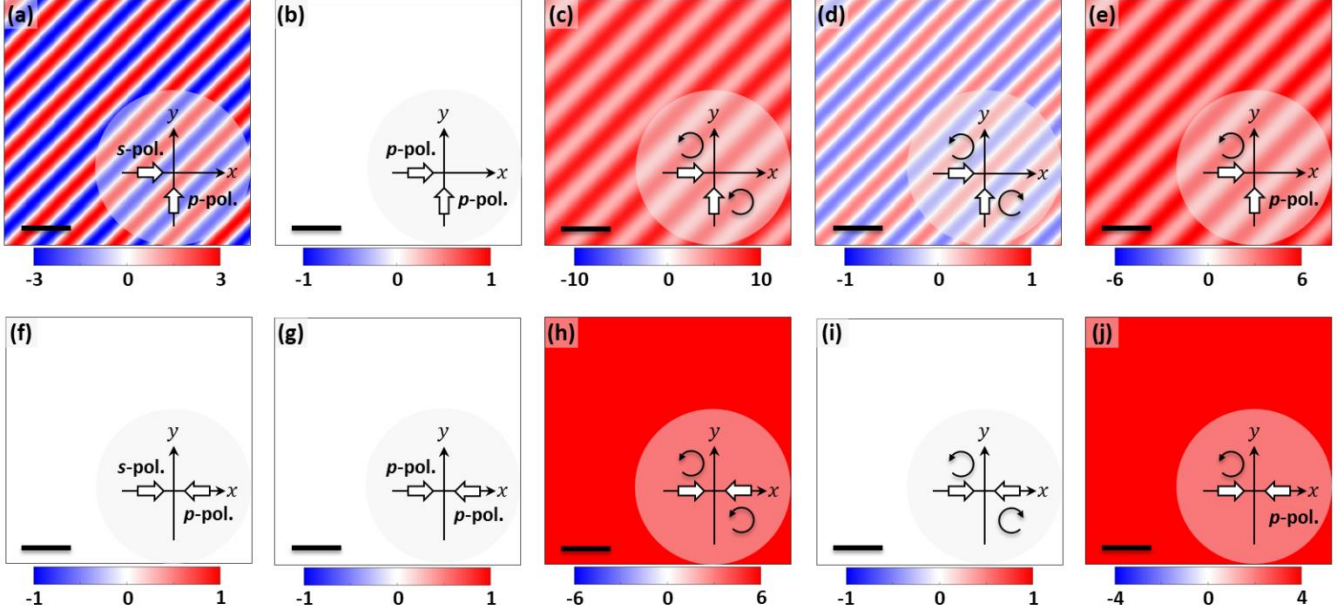 (a) (b) (c) (d) (e)
y y y y y
s-pol. p-pol.
x x x x x
p-pol. p-pol. p-pol.
-3 0 3 -1 0 1 -10 0 10 -1 0 1 -6 0 6
(f) (g) (h) (i) (j)
y y y y y
s-pol. p-pol.
x x x x x
p-pol. p-pol. p-pol.
-1 0 1 -1 0 1 -6 0 6 -1 0 1 -4 0 4